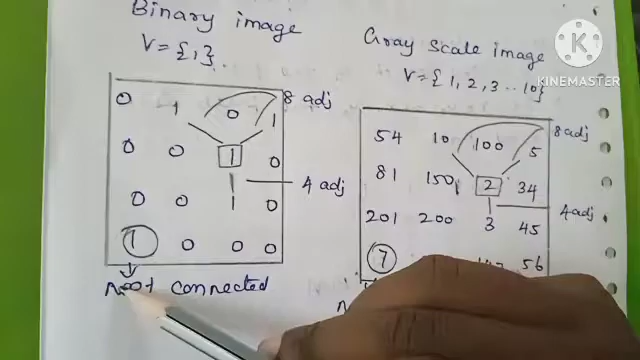 Binary image
V = {1}
0 1 0 1 8 adj
0 0 1 0
4 adj
0 0 1 0
1 0 0 0
Not connected
Gray scale image
V = {1, 2, 3 .. 10}
54 10 100 5 8 adj
81 150 2 34
4 adj
201 200 3 45
7 56
KINEMASTER